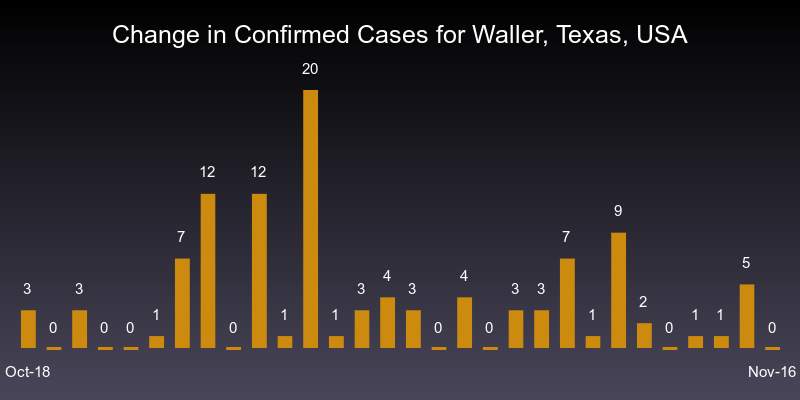 Change in Confirmed Cases for Waller, Texas, USA
3 0 3 0 0 1 7 12 0 12 1 20 1 3 4 3 0 4 0 3 3 7 1 9 2 0 1 1 5 0
Oct-18 Nov-16